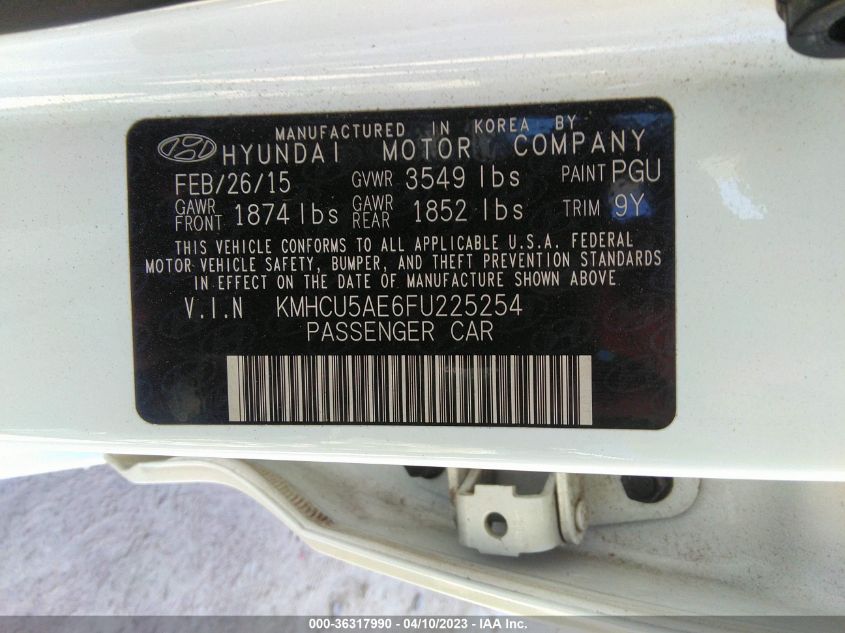 MANUFACTURED IN KOREA BY
HYUNDAI MOTOR COMPANY
FEB/26/15 GVWR 3549 lbs PAINT PGU
GAWR FRONT 1874 lbs GAWR REAR 1852 lbs TRIM 9Y
THIS VEHICLE CONFORMS TO ALL APPLICABLE U.S.A. FEDERAL
MOTOR VEHICLE SAFETY, BUMPER, AND THEFT PREVENTION STANDARDS
IN EFFECT ON THE DATE OF MANUFACTURE SHOWN ABOVE.
V.I.N KMHCU5AE6FU225254
PASSENGER CAR
000-36317990 - 04/10/2023 - IAAI.com